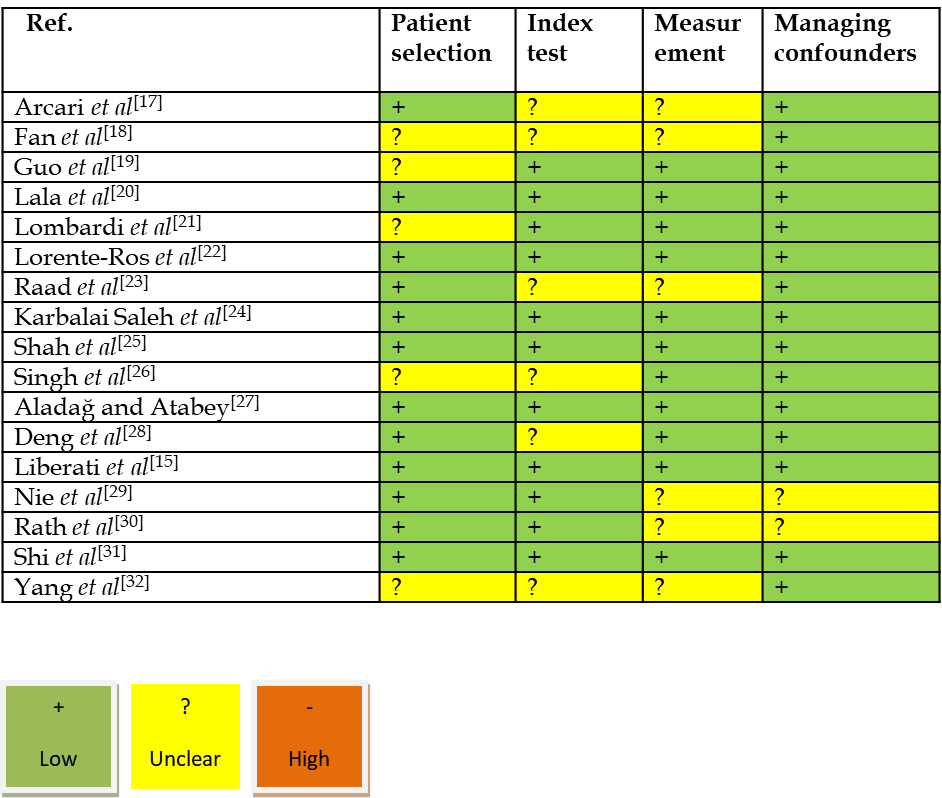 Ref. Patient selection Index test Measur ement Managing confounders
Arcari et al[17] + ? ? +
Fan et al[18] ? ? ? +
Guo et al[19] ? + + +
Lala et al[20] + + + +
Lombardi et al[21] ? + + +
Lorente-Ros et al[22] + + + +
Raad et al[23] + ? ? +
Karbalai Saleh et al[24] + + + +
Shah et al[25] + + + +
Singh et al[26] ? ? + +
Aladağ and Atabey[27] + + + +
Deng et al[28] + ? + +
Liberati et al[15] + + + +
Nie et al[29] + + ? ?
Rath et al[30] + + ? ?
Shi et al[31] + + + +
Yang et al[32] ? ? ? +
+ ? -
Low Unclear High